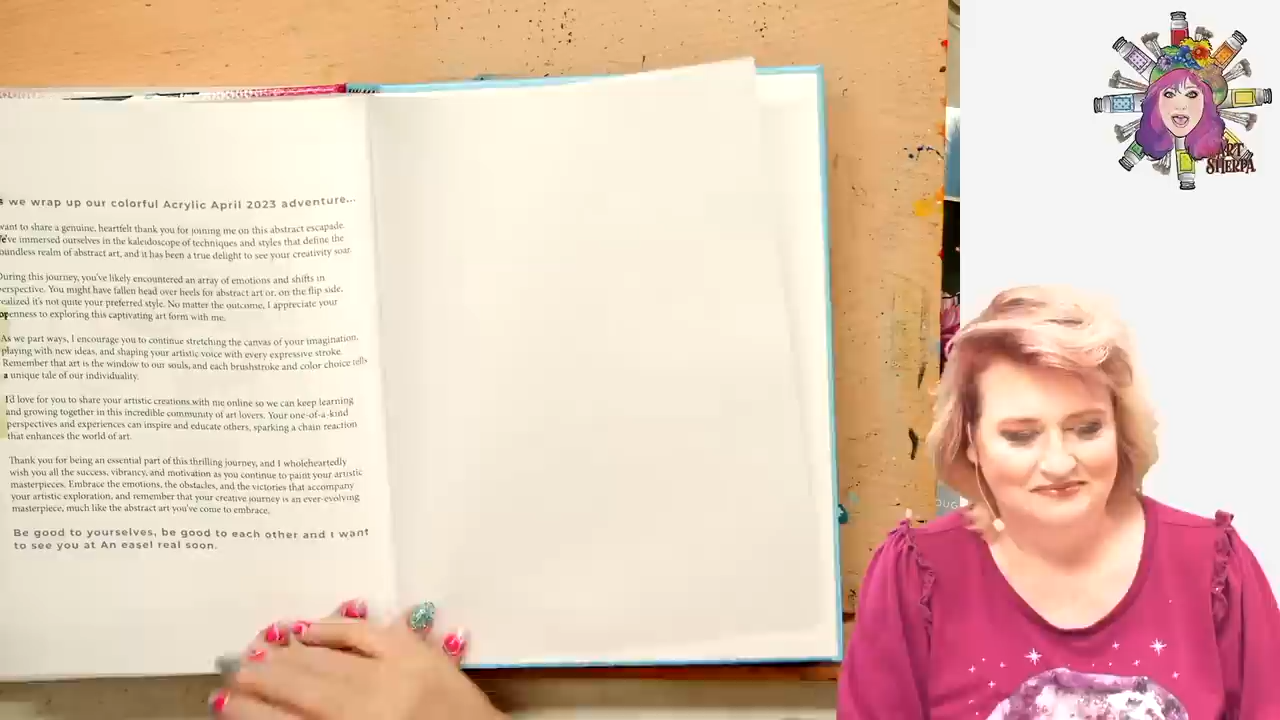 we wrap up our colorful Acrylic April 2023 adventure...
want to share a genuine, heartfelt thank you for joining me on this abstract escapade.
We've immersed ourselves in the kaleidoscope of techniques and styles that define the
boundless realm of abstract art, and it has been a true delight to see your creativity soar.
During this journey, you've likely encountered an array of emotions and shifts in
perspective. You might have fallen head over heels for abstract art or, on the flip side,
realized it's not quite your preferred style. No matter the outcome, I appreciate your
openness to exploring this captivating art form with me.
As we part ways, I encourage you to continue stretching the canvas of your imagination,
playing with new ideas, and shaping your artistic voice with every expressive stroke.
Remember that art is the window to our souls, and each brushstroke and color choice tells
a unique tale of our individuality.
I'd love for you to share your artistic creations with me online so we can keep learning
and growing together in this incredible community of art lovers. Your one-of-a-kind
perspectives and experiences can inspire and educate others, sparking a chain reaction
that enhances the world of art.
Thank you for being an essential part of this thrilling journey, and I wholeheartedly
wish you all the success, vibrancy, and motivation as you continue to paint your artistic
masterpieces. Embrace the emotions, the obstacles, and the victories that accompany
your artistic exploration, and remember that your creative journey is an ever-evolving
masterpiece, much like the abstract art you've come to embrace.
Be good to yourselves, be good to each other and I want
to see you at An easel real soon.
ART
SHERPA